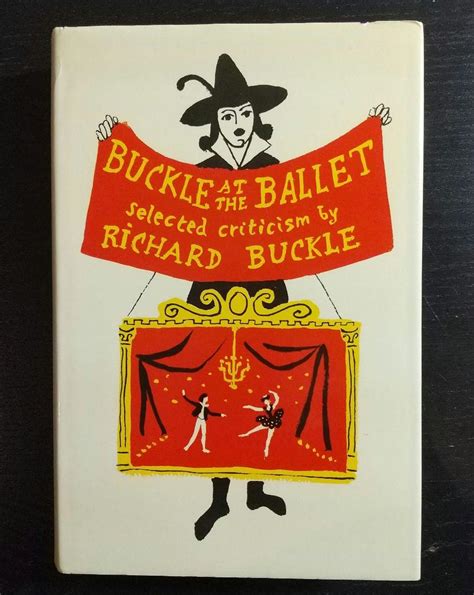 BUCKLE AT THE BALLET
selected criticism by
RICHARD BUCKLE